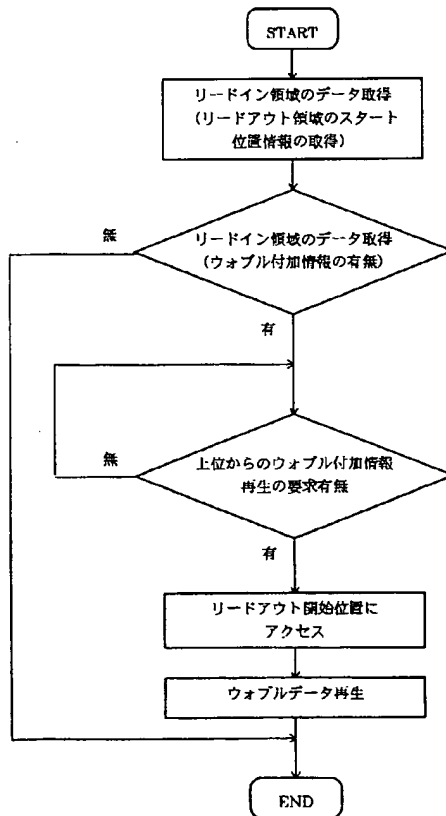 START
リードイン領域のデータ取得
(リードアウト領域のスタート
位置情報の取得)
無
リードイン領域のデータ取得
(ウォブル付加情報の有無)
有
無
上位からのウォブル付加情報
再生の要求有無
有
リードアウト開始位置に
アクセス
ウォブルデータ再生
END